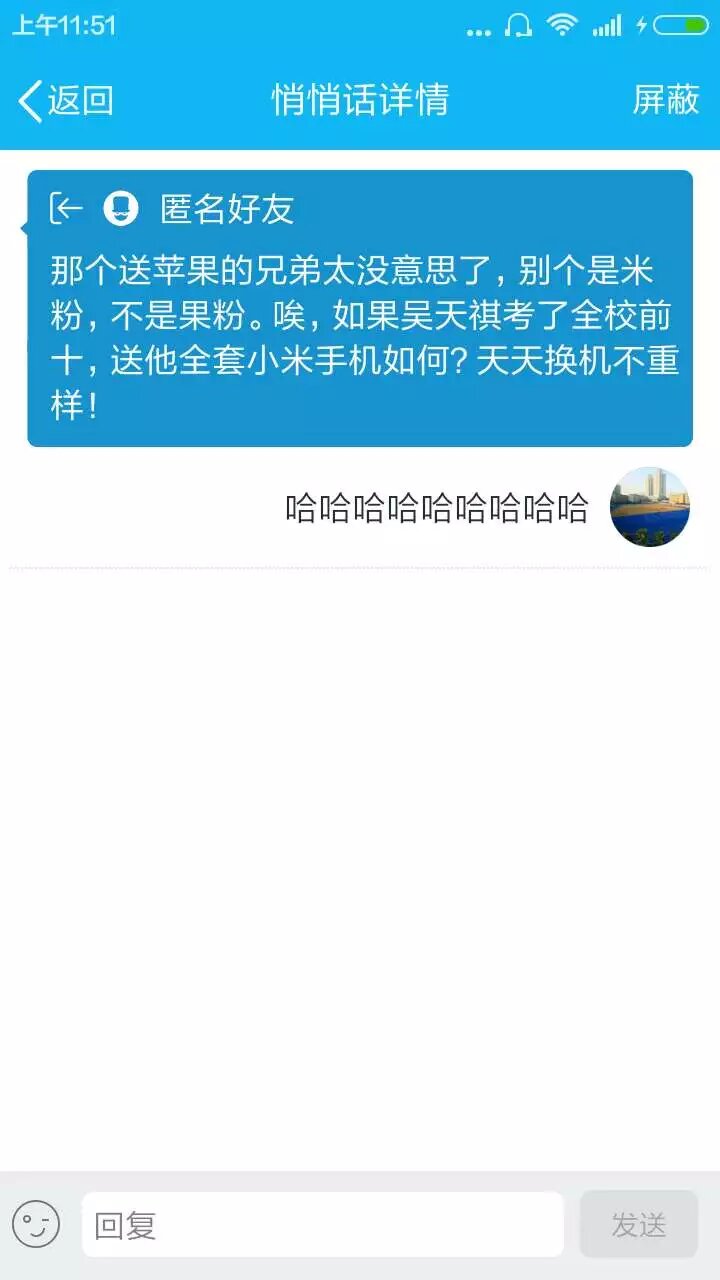 上午11:51
返回
悄悄话详情
屏蔽
匿名好友
那个送苹果的兄弟太没意思了，别个是米
粉，不是果粉。唉，如果吴天祺考了全校前
十，送他全套小米手机如何？天天换机不重
样！
哈哈哈哈哈哈哈哈哈
回复
发送